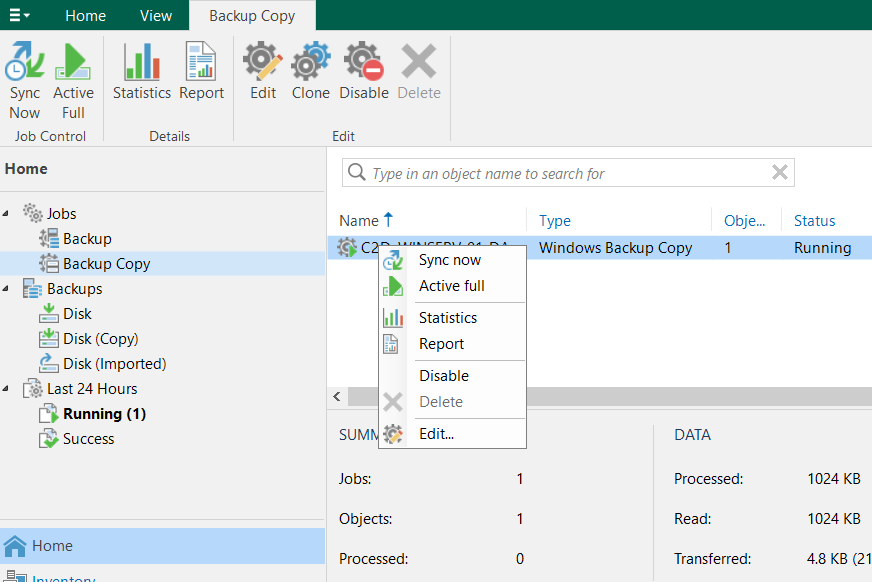 Home View Backup Copy
Sync Now
Active Full
Statistics
Report
Edit
Clone
Disable
Delete
Job Control
Details
Edit
Home
Jobs
Backup
Backup Copy
Backups
Disk
Disk (Copy)
Disk (Imported)
Last 24 Hours
Running (1)
Success
Home
Inventory
Type in an object name to search for
Name Type Obje... Status
Windows Backup Copy 1 Running
Sync now
Active full
Statistics
Report
Disable
Delete
Edit...
SUMM
Jobs: 1
Objects: 1
Processed: 0
DATA
Processed: 1024 KB
Read: 1024 KB
Transferred: 4.8 KB (21